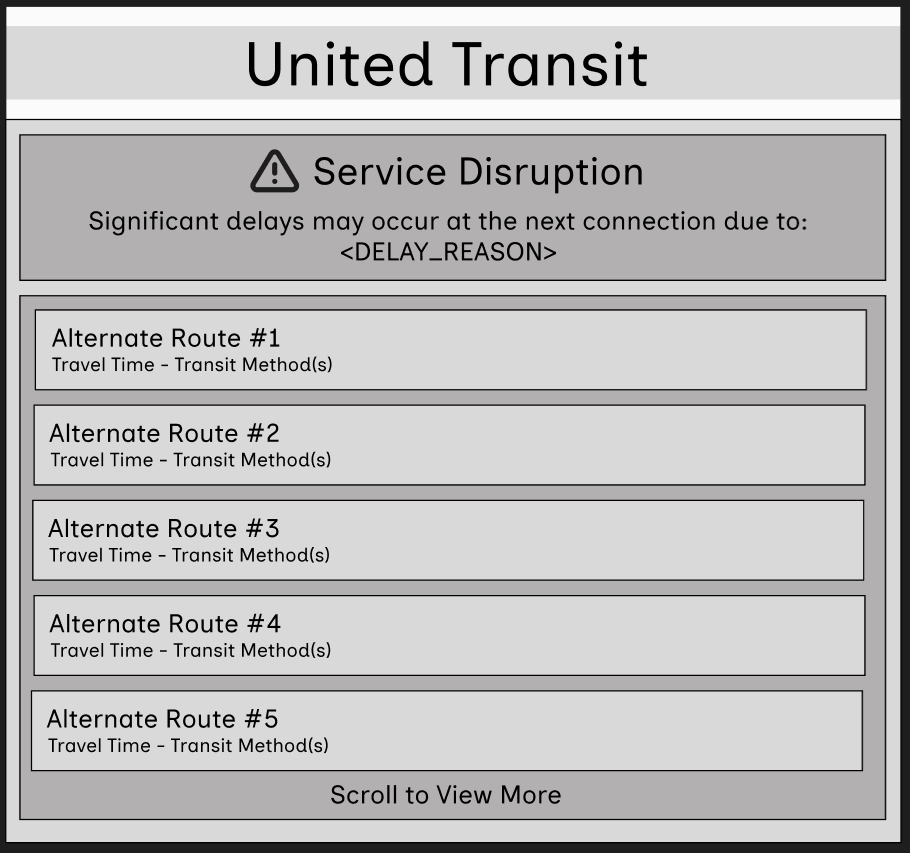 United Transit
Service Disruption
Significant delays may occur at the next connection due to:
<DELAY_REASON>
Alternate Route #1
Travel Time - Transit Method(s)
Alternate Route #2
Travel Time - Transit Method(s)
Alternate Route #3
Travel Time - Transit Method(s)
Alternate Route #4
Travel Time - Transit Method(s)
Alternate Route #5
Travel Time - Transit Method(s)
Scroll to View More